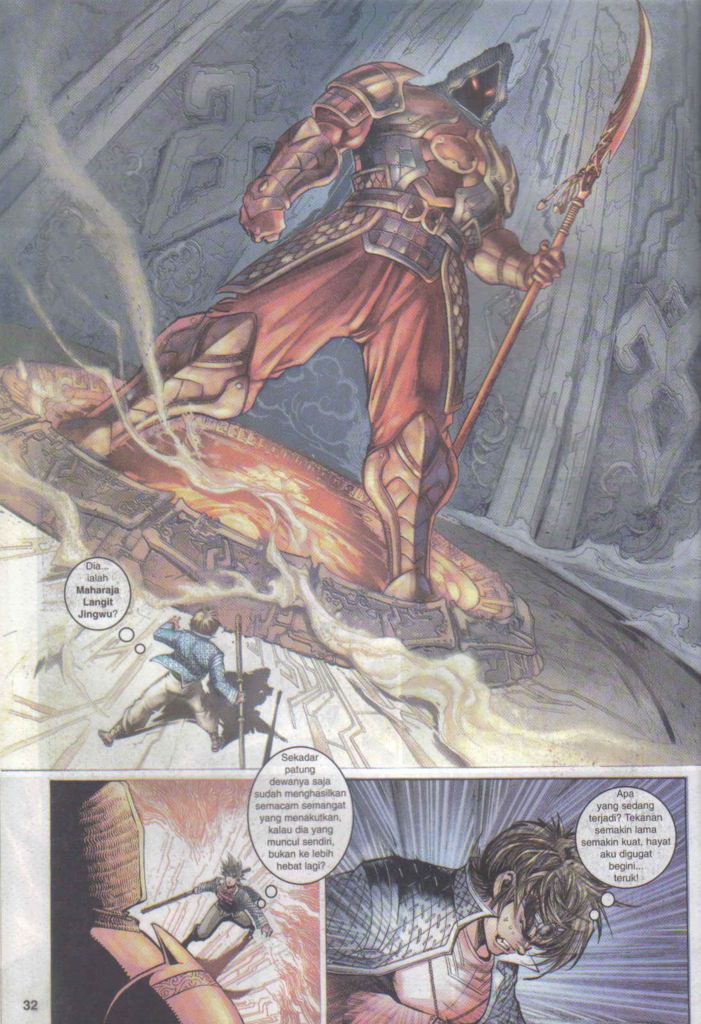 Dia...
ialah
Maharaja
Langit
Jingwu?
Sekadar
patung
dewanya saja
sudah menghasilkan
semacam semangat
yang menakutkan,
kalau dia yang
muncul sendiri,
bukan ke lebih
hebat lagi?
Apa
yang sedang
terjadi? Tekanan
semakin lama
semakin kuat, hayat
aku digugat
begini...
teruk!
32